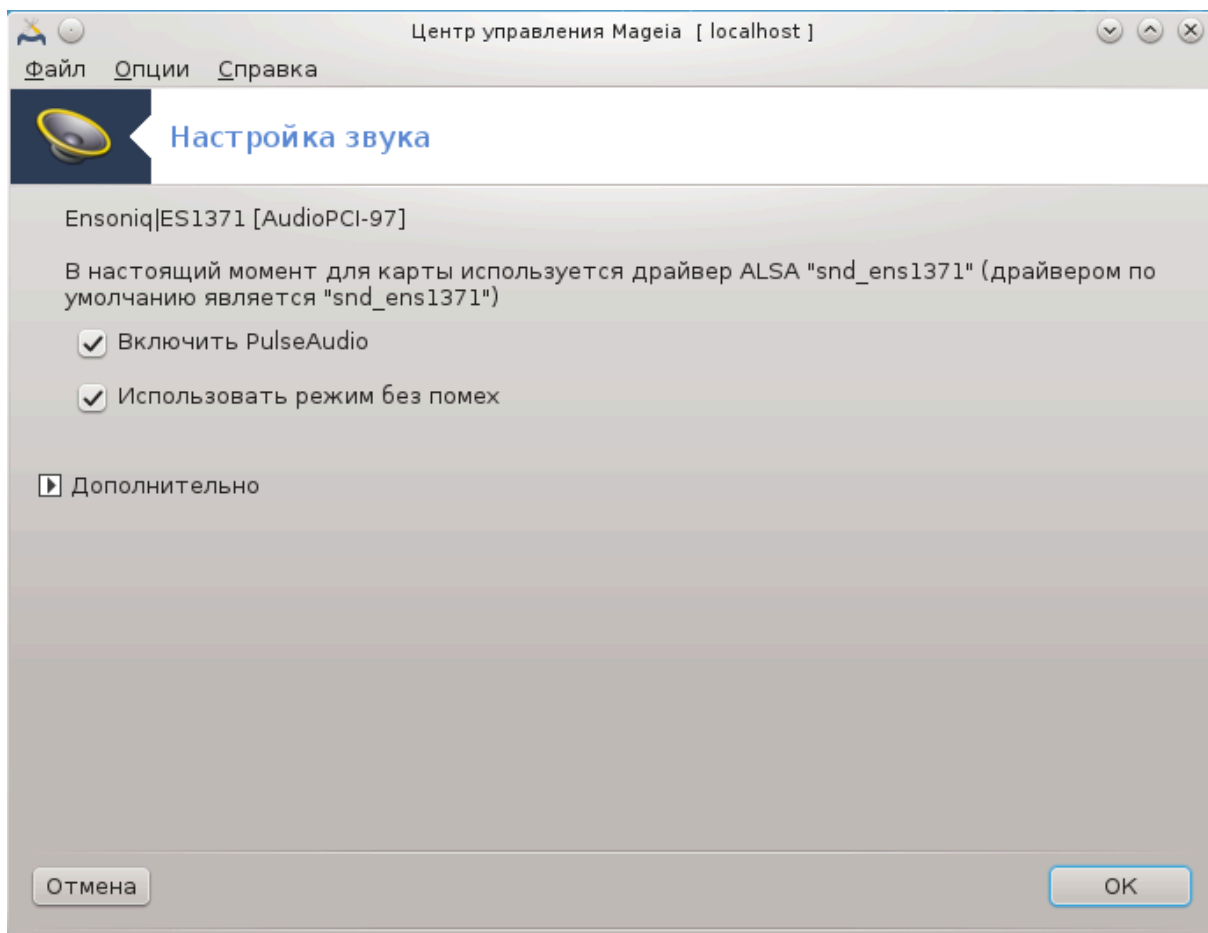 Центр управления Mageia [ localhost ]
Файл Опции Справка
Настройка звука
Ensoniq|ES1371 [AudioPCI-97]
В настоящий момент для карты используется драйвер ALSA "snd_ens1371" (драйвером по
умолчанию является "snd_ens1371")
Включить PulseAudio
Использовать режим без помех
Дополнительно
Отмена OK